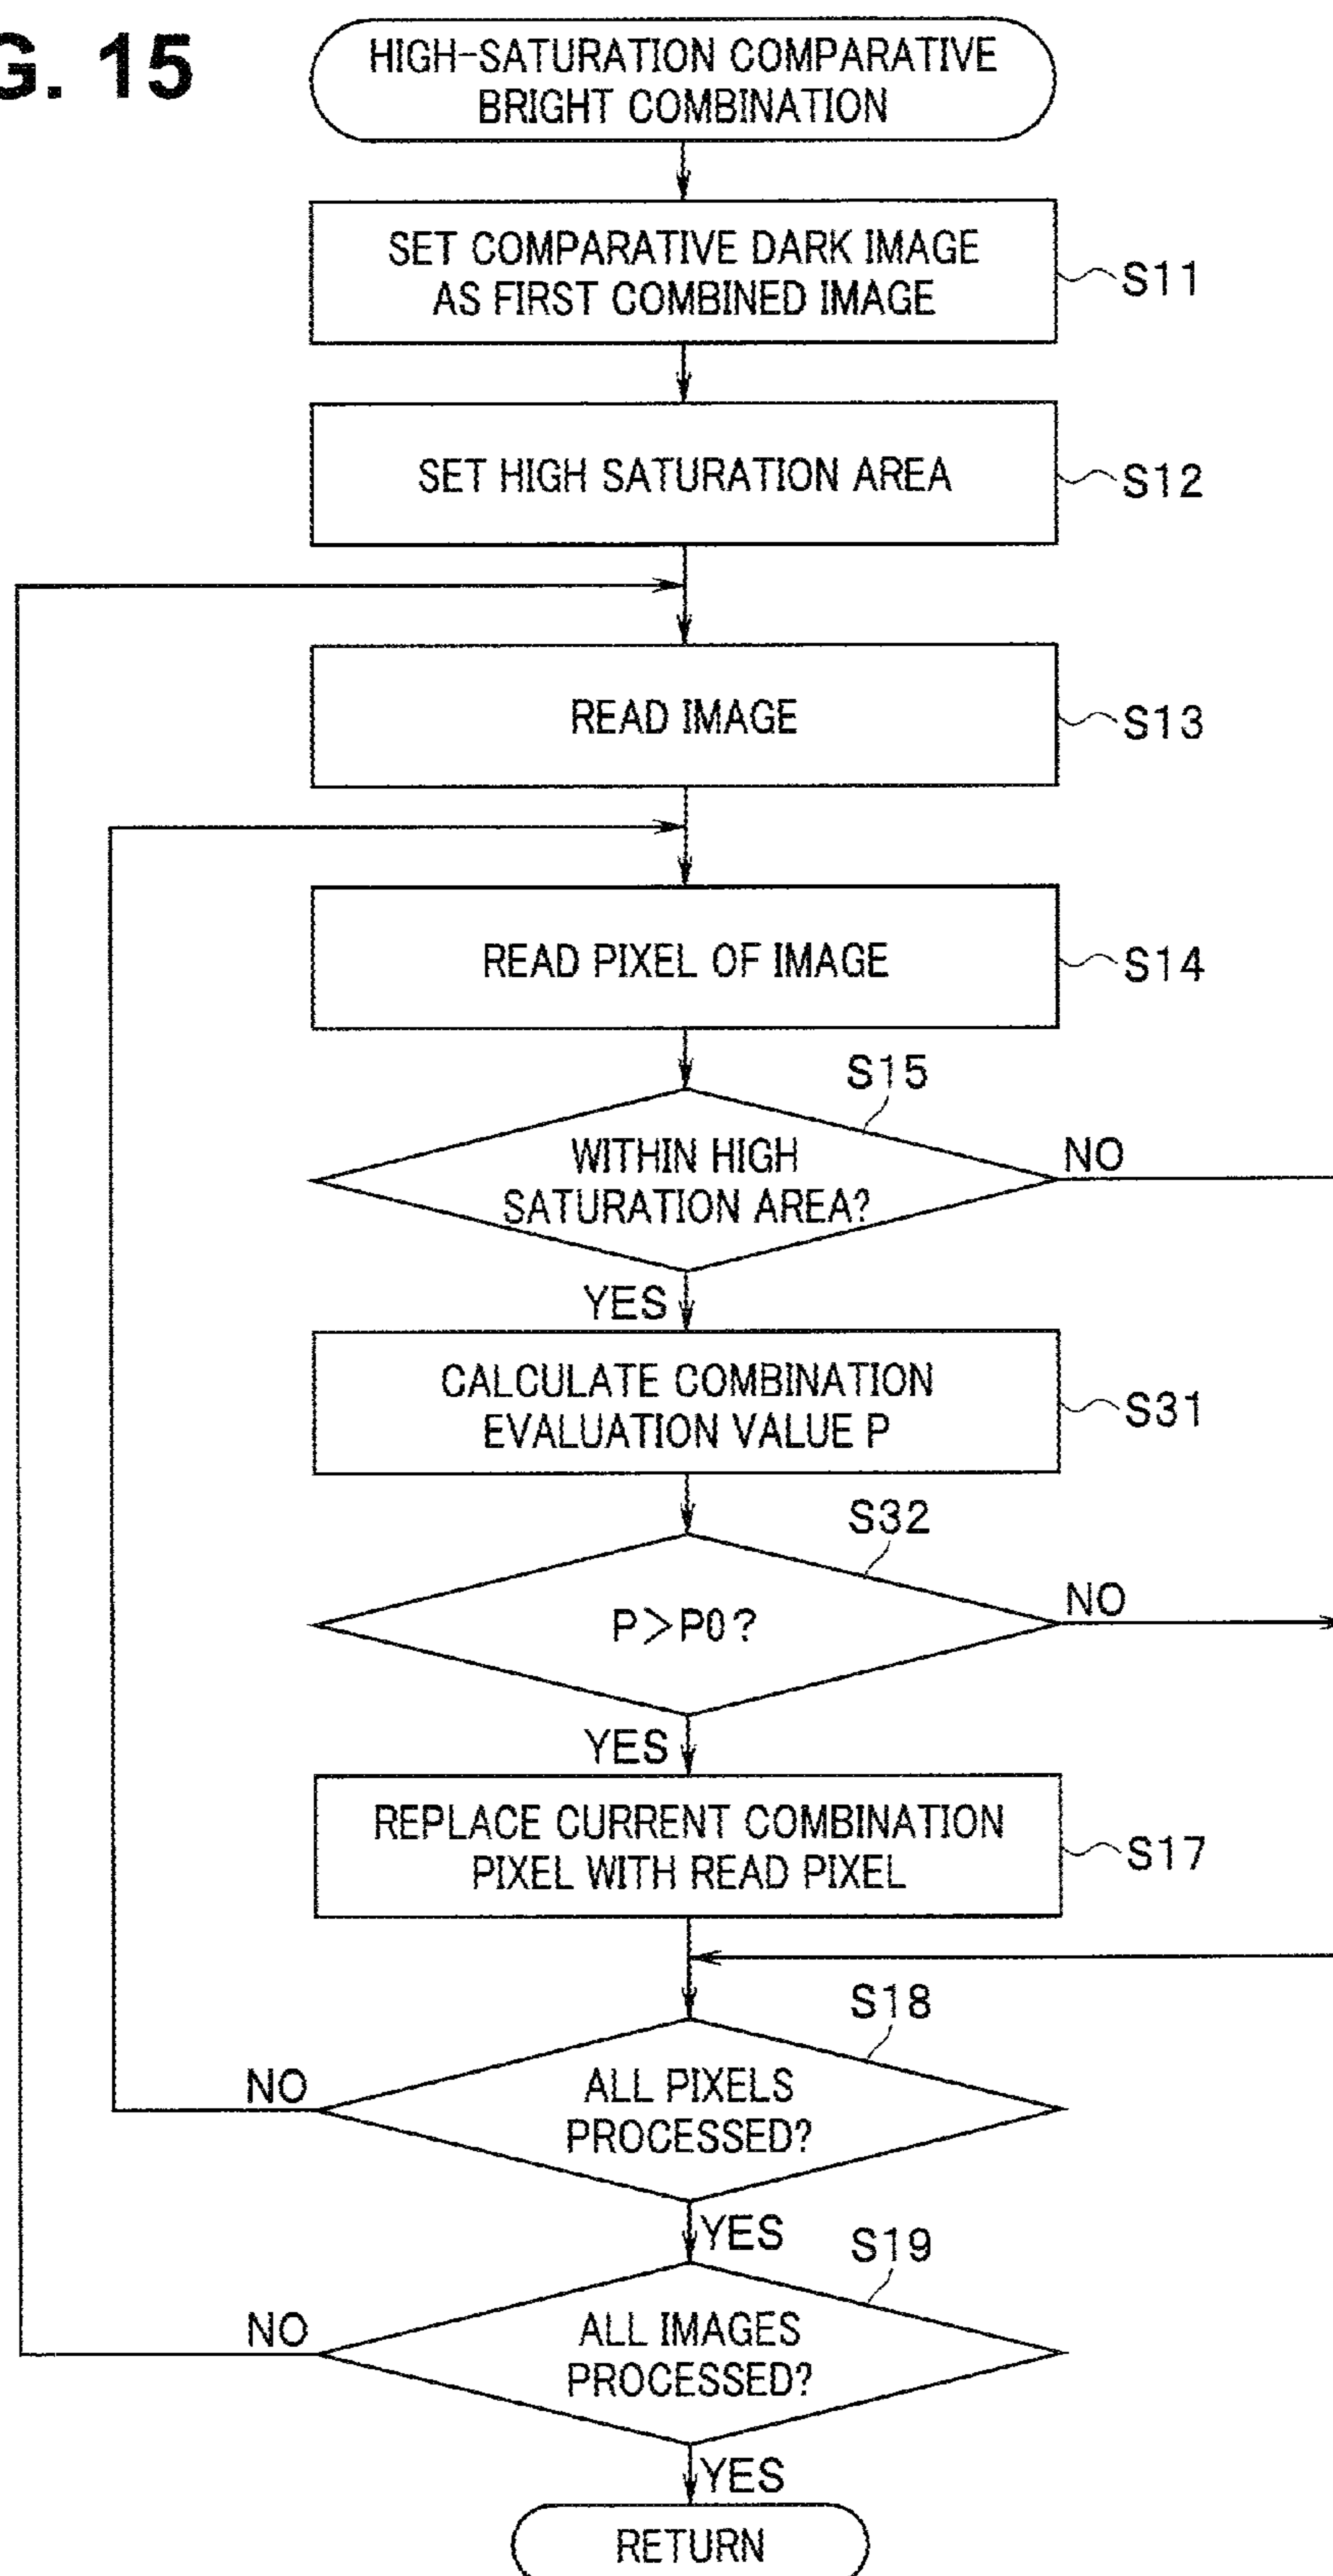 G. 15
HIGH-SATURATION COMPARATIVE
BRIGHT COMBINATION
SET COMPARATIVE DARK IMAGE
AS FIRST COMBINED IMAGE
S11
SET HIGH SATURATION AREA
S12
READ IMAGE
S13
READ PIXEL OF IMAGE
S14
S15
WITHIN HIGH
SATURATION AREA?
NO
YES
CALCULATE COMBINATION
EVALUATION VALUE P
S31
S32
P>P0?
NO
YES
REPLACE CURRENT COMBINATION
PIXEL WITH READ PIXEL
S17
S18
ALL PIXELS
PROCESSED?
NO
YES
S19
ALL IMAGES
PROCESSED?
NO
YES
RETURN